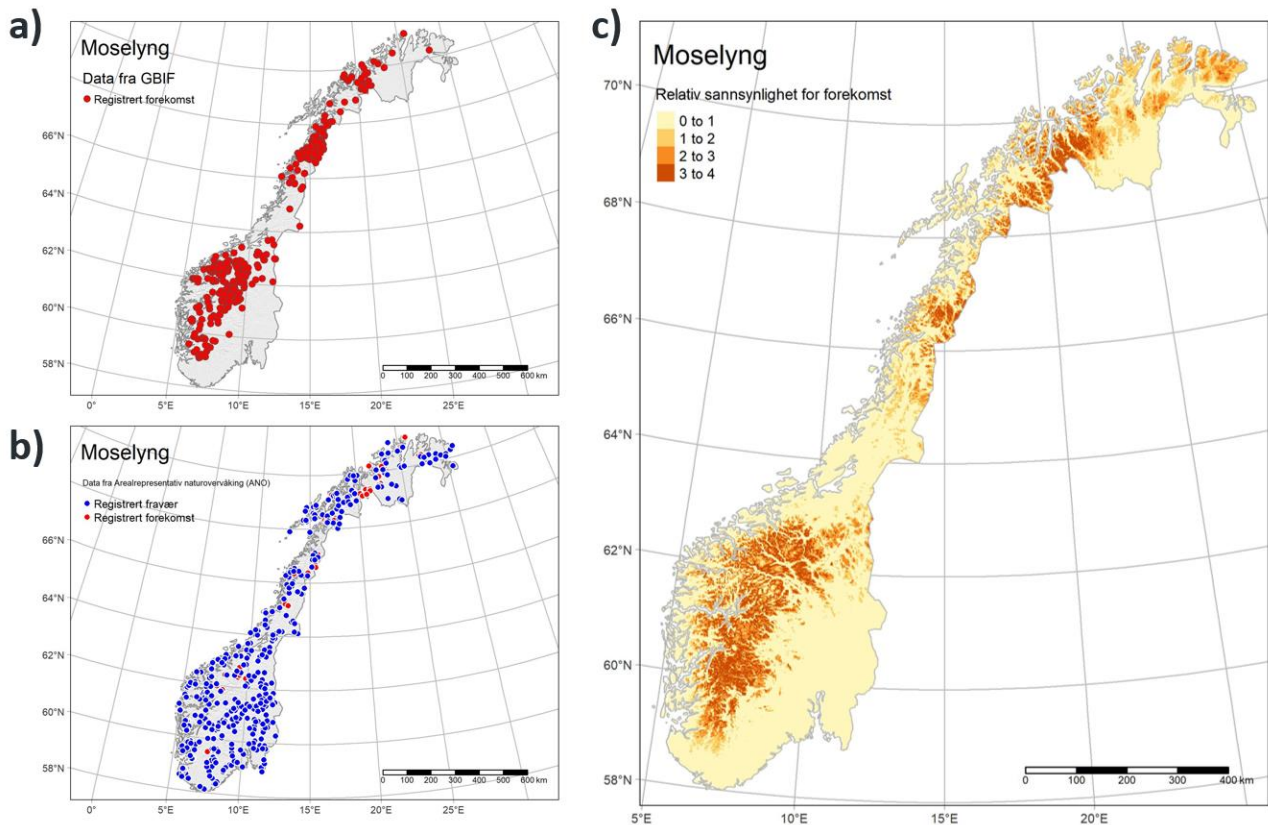 a)
Moselyng
Data fra GBIF
Registrert forekomst
66°N
64°N
62°N
60°N
58°N
0 100 200 300 400 500 600 km
0° 5°E 10°E 15°E 20°E 25°E
b)
Moselyng
Data fra Arealrepresentativ naturovervåking (ANO)
Registrert fravær
Registrert forekomst
66°N
64°N
62°N
60°N
58°N
0 100 200 300 400 500 600 km
0° 5°E 10°E 15°E 20°E 25°E
c)
Moselyng
Relativ sannsynlighet for forekomst
0 to 1
1 to 2
2 to 3
3 to 4
70°N
68°N
66°N
64°N
62°N
60°N
58°N
0 100 200 300 400 km
5°E 10°E 15°E 20°E